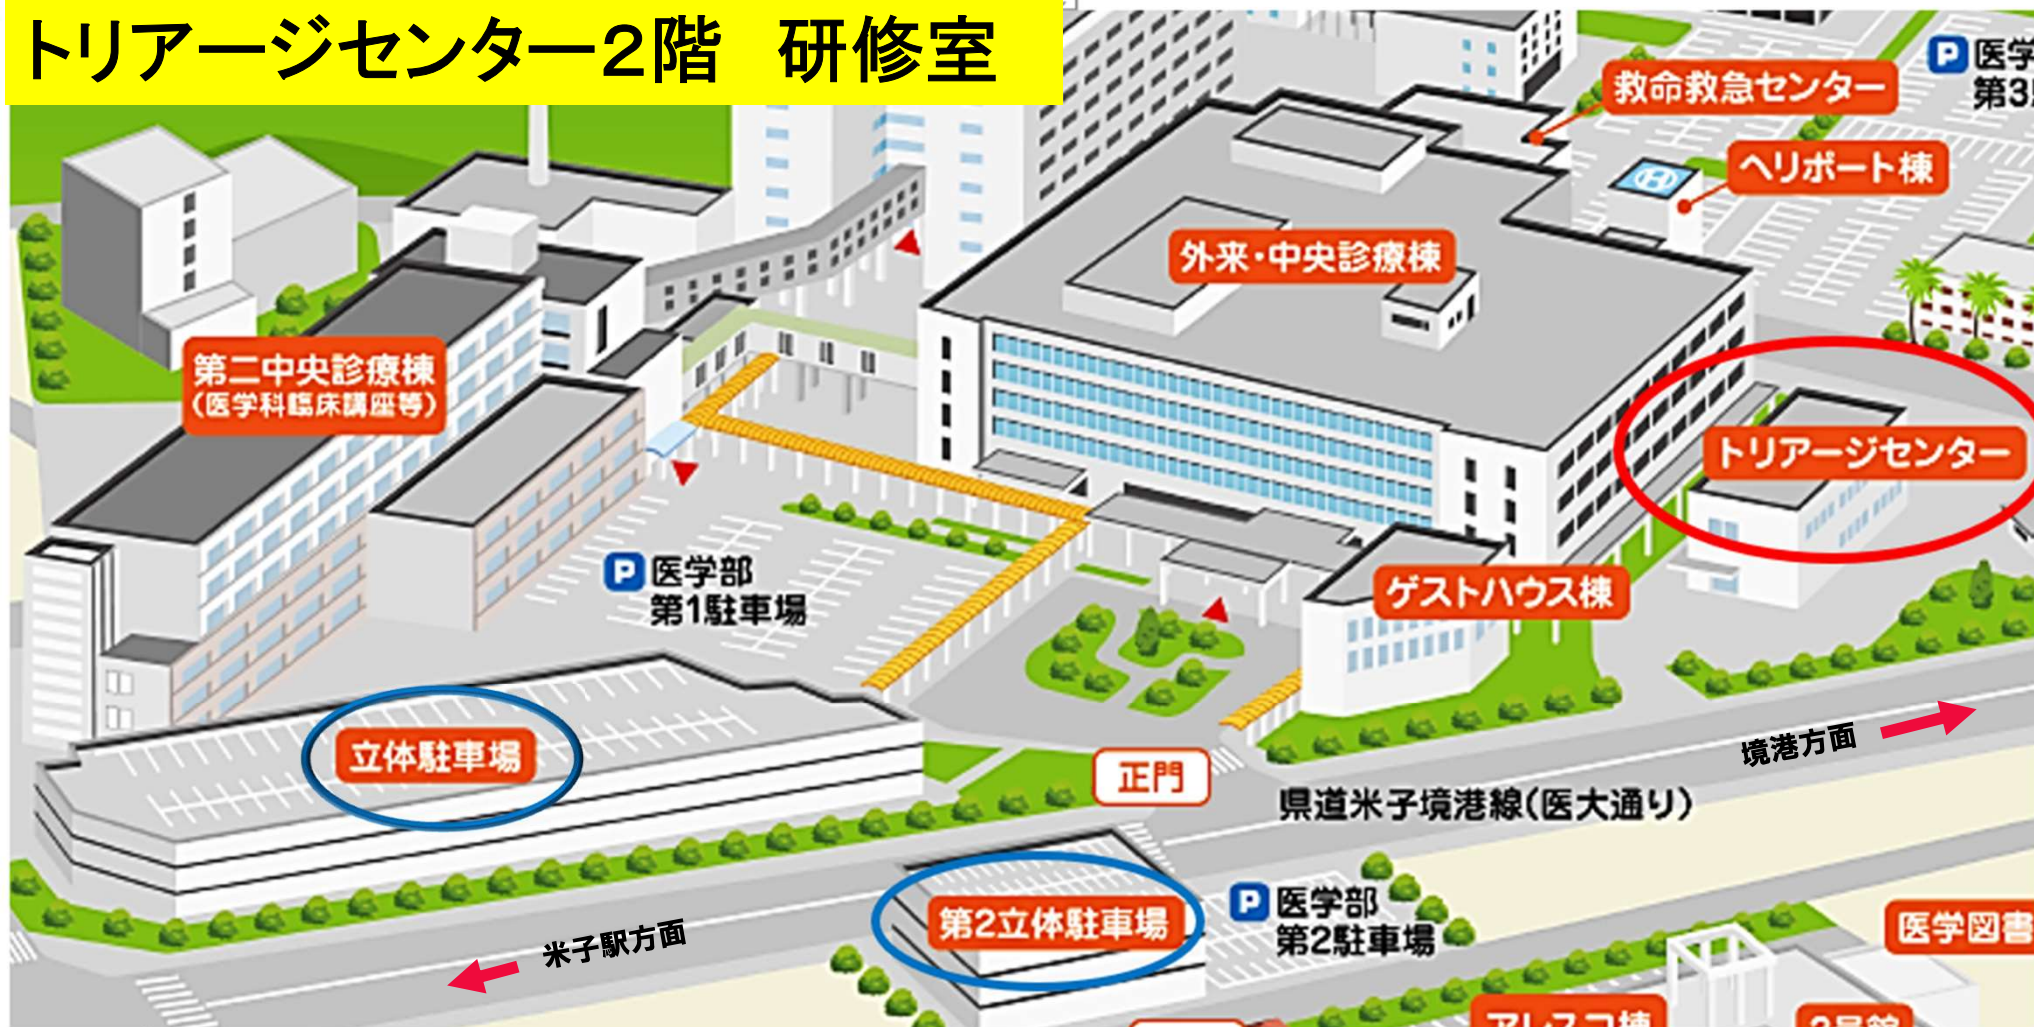 トリアージセンター2階　研修室
P 医学
第3
救命救急センター
ヘリポート棟
外来・中央診療棟
第二中央診療棟
（医学科臨床講座等）
トリアージセンター
P 医学部
第1駐車場
ゲストハウス棟
立体駐車場
正門
境港方面
県道米子境港線（医大通り）
第2立体駐車場
P 医学部
第2駐車場
医学図書
米子駅方面
アレスコ棟